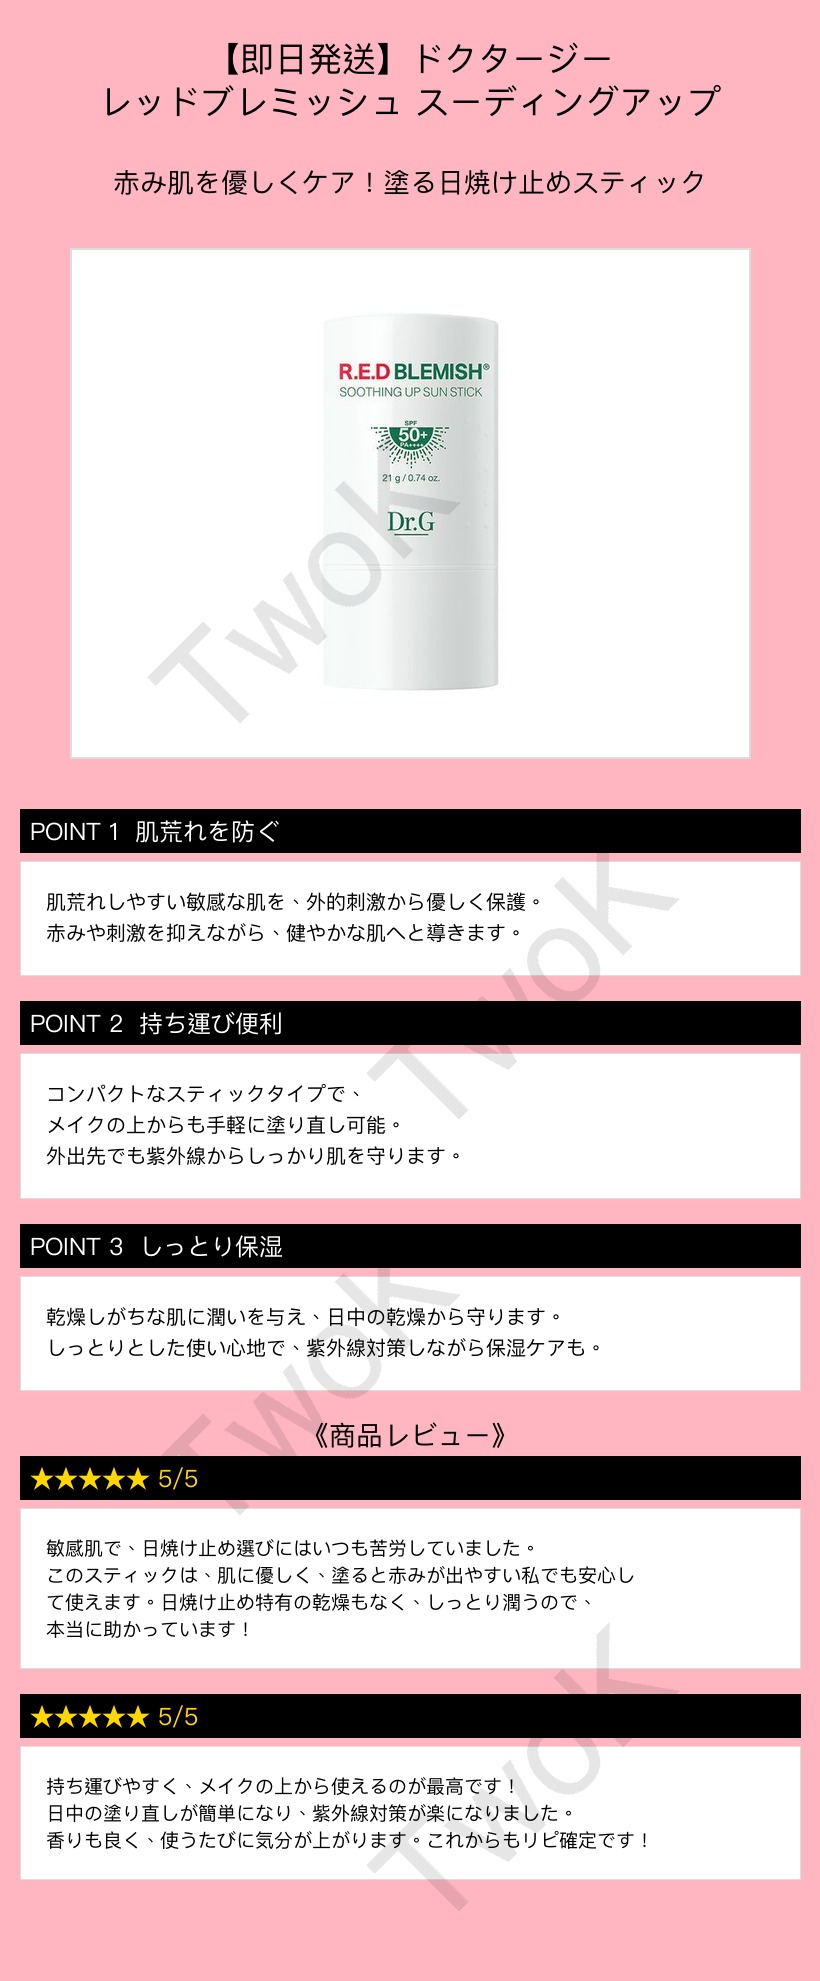 【即日発送】ドクタージー
レッドブレミッシュ スーディングアップ
赤み肌を優しくケア！塗る日焼け止めスティック
R.E.D BLEMISH®
SOOTHING UP SUN STICK
SPF
50+
PA++++
21 g / 0.74 oz.
Dr.G
TwoK
POINT 1 肌荒れを防ぐ
肌荒れしやすい敏感な肌を、外的刺激から優しく保護。
赤みや刺激を抑えながら、健やかな肌へと導きます。
TwoK
POINT 2 持ち運び便利
コンパクトなスティックタイプで、
メイクの上からも手軽に塗り直し可能。
外出先でも紫外線からしっかり肌を守ります。
POINT 3 しっとり保湿
乾燥しがちな肌に潤いを与え、日中の乾燥から守ります。
しっとりとした使い心地で、紫外線対策しながら保湿ケアも。
TwoK
《商品レビュー》
★★★★★ 5/5
敏感肌で、日焼け止め選びにはいつも苦労していました。
このスティックは、肌に優しく、塗ると赤みが出やすい私でも安心し
て使えます。日焼け止め特有の乾燥もなく、しっとり潤うので、
本当に助かっています！
★★★★★ 5/5
持ち運びやすく、メイクの上から使えるのが最高です！
日中の塗り直しが簡単になり、紫外線対策が楽になりました。
香りも良く、使うたびに気分が上がります。これからもリピ確定です！
TwoK